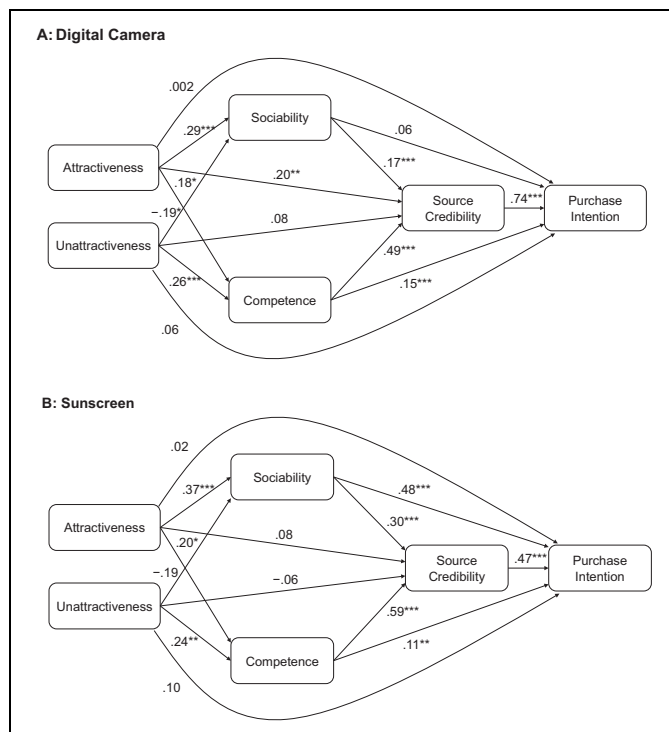 A: Digital Camera
.002
Sociability
.29***
.06
.17***
Attractiveness
.20**
.18*
Source
Credibility
.74***
Purchase
Intention
−.19*
.08
Unattractiveness
.49***
.26***
Competence
.15***
.06
B: Sunscreen
.02
Sociability
.37***
.48***
.30***
Attractiveness
.08
.20*
Source
Credibility
.47***
Purchase
Intention
−.19
−.06
Unattractiveness
.59***
.24**
Competence
.11**
.10